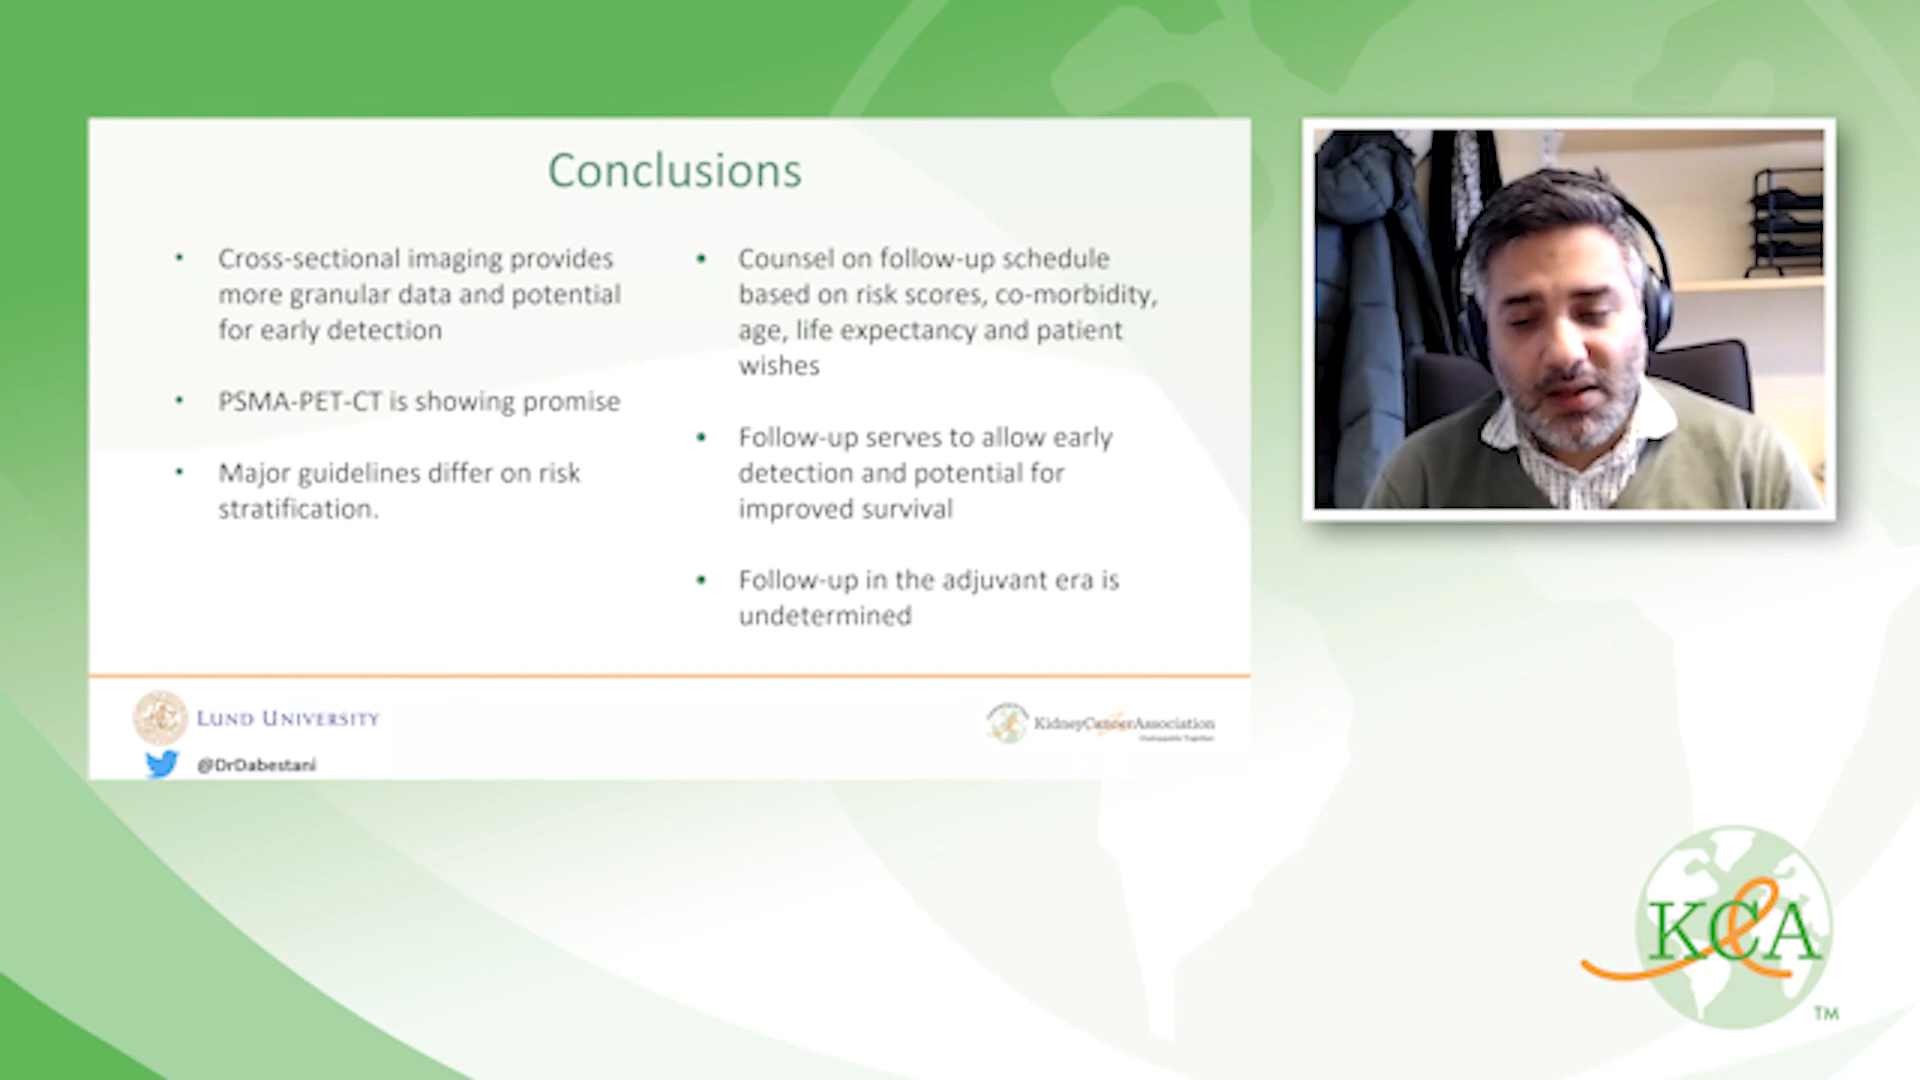 Conclusions
• Cross-sectional imaging provides
more granular data and potential
for early detection
• PSMA-PET-CT is showing promise
• Major guidelines differ on risk
stratification.
• Counsel on follow-up schedule
based on risk scores, co-morbidity,
age, life expectancy and patient
wishes
• Follow-up serves to allow early
detection and potential for
improved survival
• Follow-up in the adjuvant era is
undetermined
LUND UNIVERSITY
@DrDabestani
KidneyCancerAssociation
KCA
TM